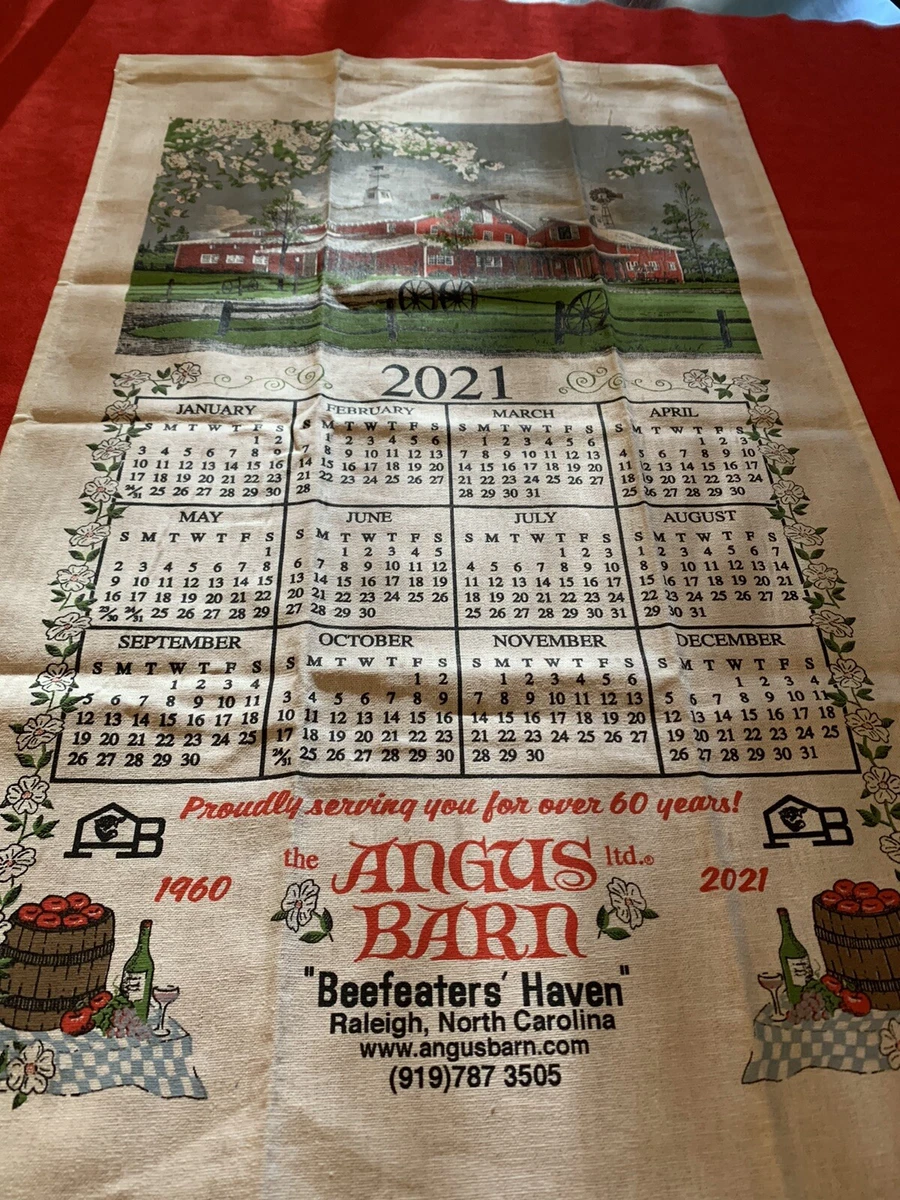 2021
JANUARY
S M T W T F S
1 2
3 4 5 6 7 8 9
10 11 12 13 14 15 16
17 18 19 20 21 22 23
24/31 25 26 27 28 29 30
FEBRUARY
S M T W T F S
1 2 3 4 5 6
7 8 9 10 11 12 13
14 15 16 17 18 19 20
21 22 23 24 25 26 27
28
MARCH
S M T W T F S
1 2 3 4 5 6
7 8 9 10 11 12 13
14 15 16 17 18 19 20
21 22 23 24 25 26 27
28 29 30 31
APRIL
S M T W T F S
1 2 3
4 5 6 7 8 9 10
11 12 13 14 15 16 17
18 19 20 21 22 23 24
25 26 27 28 29 30
MAY
S M T W T F S
1
2 3 4 5 6 7 8
9 10 11 12 13 14 15
16 17 18 19 20 21 22
23/30 24/31 25 26 27 28 29
JUNE
S M T W T F S
1 2 3 4 5
6 7 8 9 10 11 12
13 14 15 16 17 18 19
20 21 22 23 24 25 26
27 28 29 30
JULY
S M T W T F S
1 2 3
4 5 6 7 8 9 10
11 12 13 14 15 16 17
18 19 20 21 22 23 24
25 26 27 28 29 30 31
AUGUST
S M T W T F S
1 2 3 4 5 6 7
8 9 10 11 12 13 14
15 16 17 18 19 20 21
22 23 24 25 26 27 28
29 30 31
SEPTEMBER
S M T W T F S
1 2 3 4
5 6 7 8 9 10 11
12 13 14 15 16 17 18
19 20 21 22 23 24 25
26 27 28 29 30
OCTOBER
S M T W T F S
1 2
3 4 5 6 7 8 9
10 11 12 13 14 15 16
17 18 19 20 21 22 23
24/31 25 26 27 28 29 30
NOVEMBER
S M T W T F S
1 2 3 4 5 6
7 8 9 10 11 12 13
14 15 16 17 18 19 20
21 22 23 24 25 26 27
28 29 30
DECEMBER
S M T W T F S
1 2 3 4
5 6 7 8 9 10 11
12 13 14 15 16 17 18
19 20 21 22 23 24 25
26 27 28 29 30 31
Proudly serving you for over 60 years!
AB
AB
the ANGUS ltd.®
1960
2021
BARN
"Beefeaters' Haven"
Raleigh, North Carolina
www.angusbarn.com
(919)787 3505